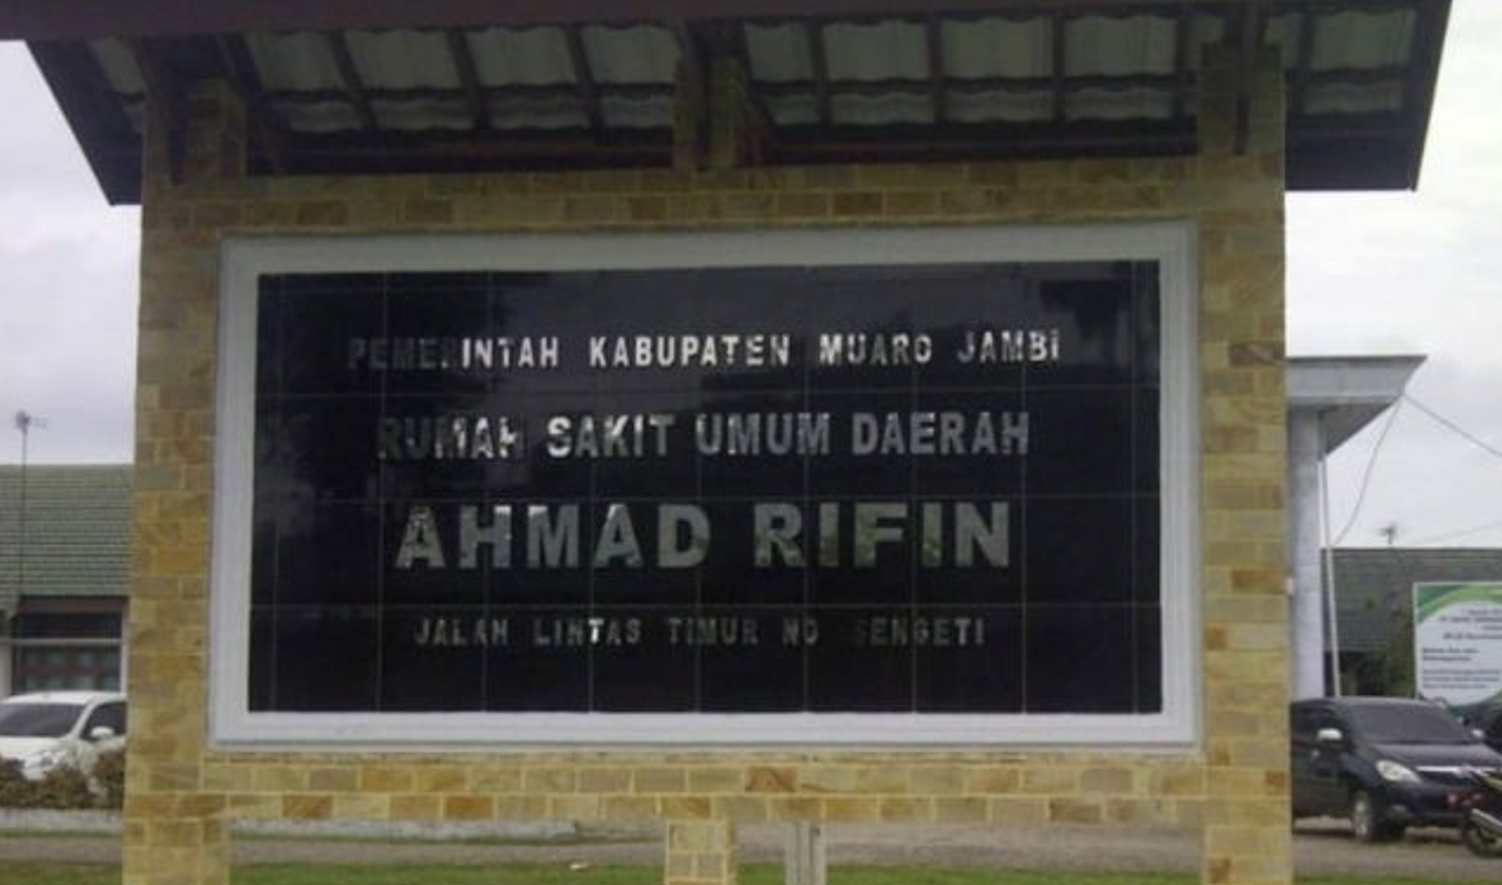 PEMERINTAH KABUPATEN MUARO JAMBI
RUMAH SAKIT UMUM DAERAH
AHMAD RIFIN
JALAN LINTAS TIMUR NO SENGETI